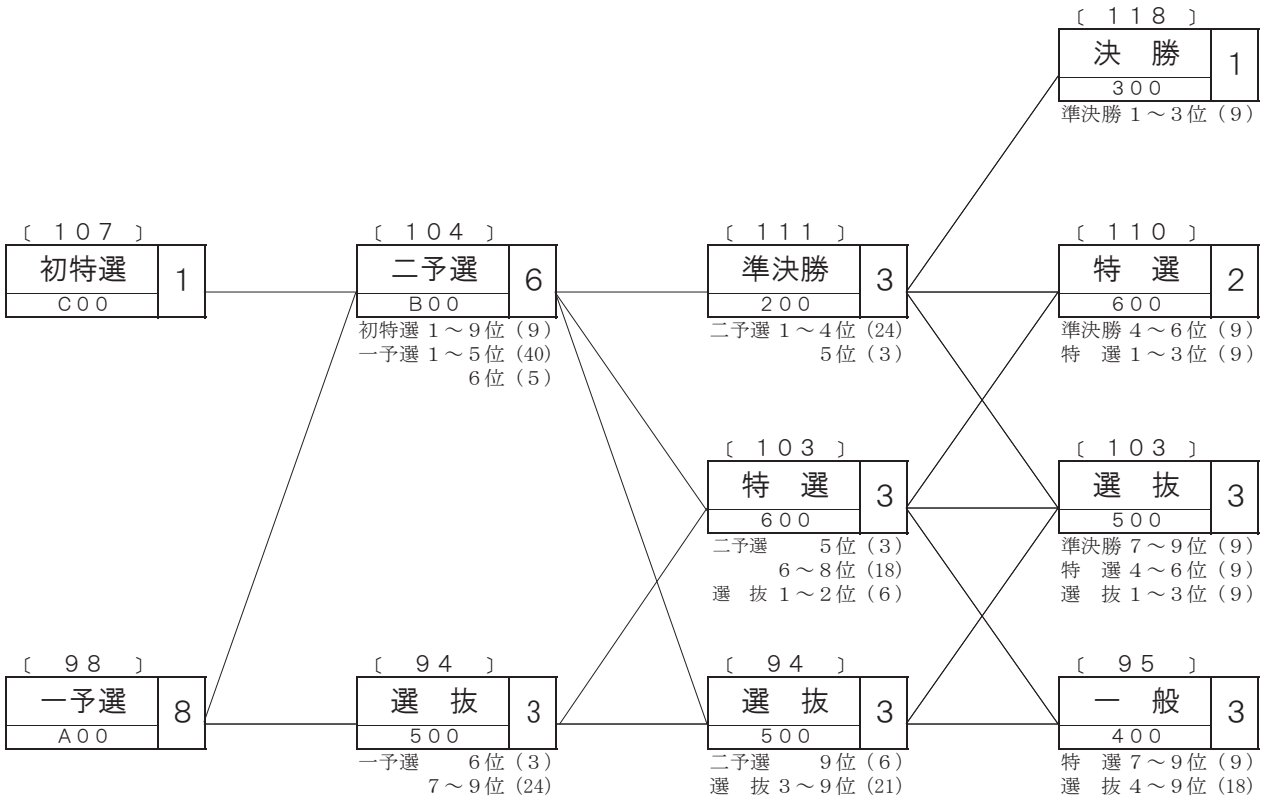 〔 １１８ 〕
決　勝 １
３００
準決勝 １～３位（９）
〔 １０７ 〕
初特選 １
Ｃ００
〔 １０４ 〕
二予選 ６
Ｂ００
初特選 １～９位（９）
一予選 １～５位（40）
６位（５）
〔 １１１ 〕
準決勝 ３
２００
二予選 １～４位（24）
５位（３）
〔 １１０ 〕
特　選 ２
６００
準決勝 ４～６位（９）
特　選 １～３位（９）
〔 １０３ 〕
特　選 ３
６００
二予選　　５位（３）
６～８位（18）
選　抜 １～２位（６）
〔 １０３ 〕
選　抜 ３
５００
準決勝 ７～９位（９）
特　選 ４～６位（９）
選　抜 １～３位（９）
〔 ９８ 〕
一予選 ８
Ａ００
〔 ９４ 〕
選　抜 ３
５００
一予選　　６位（３）
７～９位（24）
〔 ９４ 〕
選　抜 ３
５００
二予選　　９位（６）
選　抜 ３～９位（21）
〔 ９５ 〕
一　般 ３
４００
特　選 ７～９位（９）
選　抜 ４～９位（18）